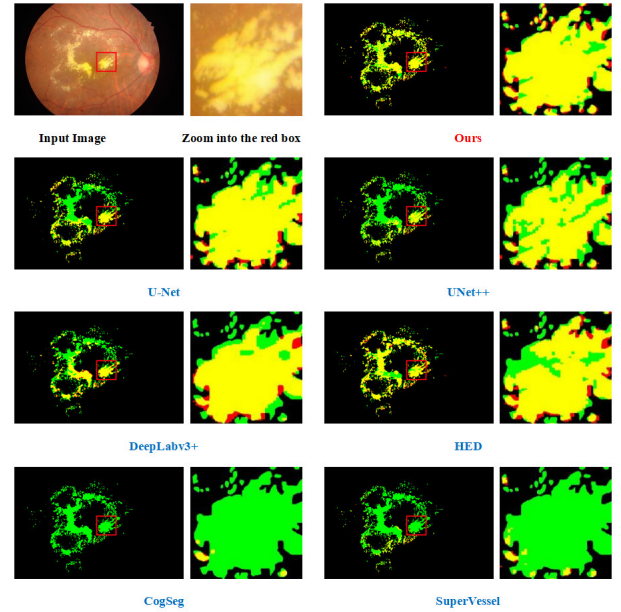 Input Image
Zoom into the red box
Ours
U-Net
UNet++
DeepLabv3+
HED
CogSeg
SuperVessel